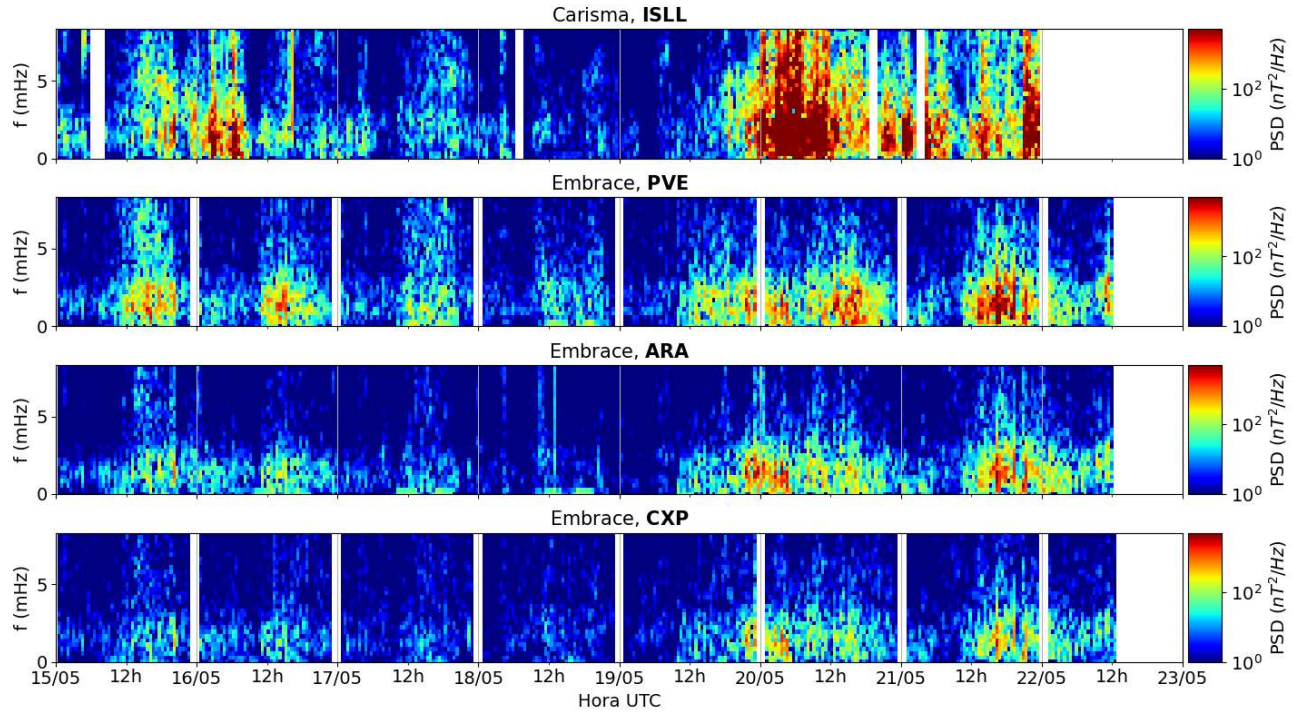 Carisma, ISLL
f (mHz)
5
0
10²
10⁰
PSD (nT²/Hz)
Embrace, PVE
f (mHz)
5
0
10²
10⁰
PSD (nT²/Hz)
Embrace, ARA
f (mHz)
5
0
10²
10⁰
PSD (nT²/Hz)
Embrace, CXP
f (mHz)
5
0
10²
10⁰
PSD (nT²/Hz)
15/05 12h 16/05 12h 17/05 12h 18/05 12h 19/05 12h 20/05 12h 21/05 12h 22/05 12h 23/05
Hora UTC